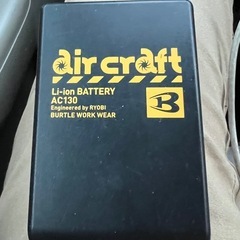 air craft
Li-ion BATTERY
AC130
Engineered by RYOBI
BURTLE WORK WEAR
B